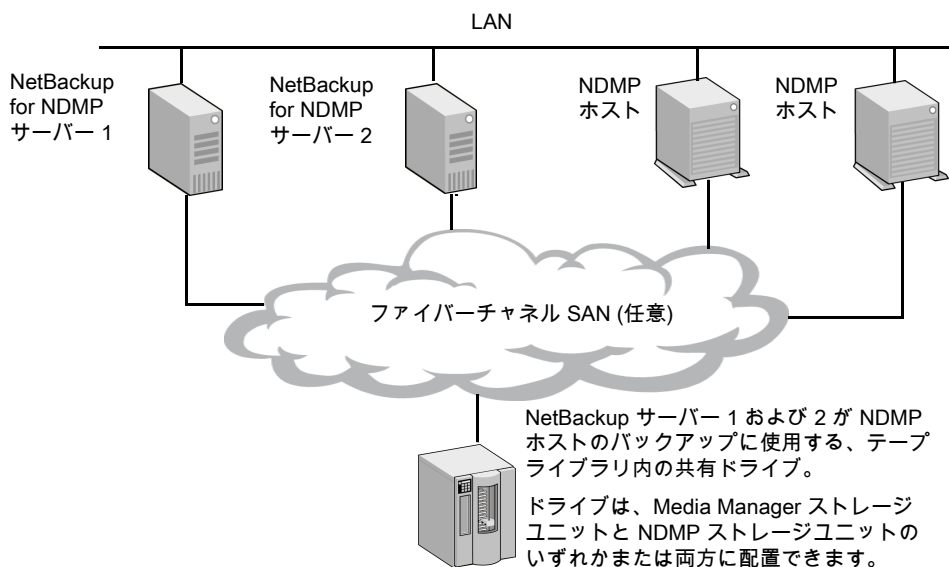 LAN
NetBackup
for NDMP
サーバー 1
NetBackup
for NDMP
サーバー 2
NDMP
ホスト
NDMP
ホスト
ファイバーチャネル SAN (任意)
NetBackup サーバー 1 および 2 が NDMP
ホストのバックアップに使用する、テープ
ライブラリ内の共有ドライブ。
ドライブは、Media Manager ストレージ
ユニットと NDMP ストレージユニットの
いずれかまたは両方に配置できます。